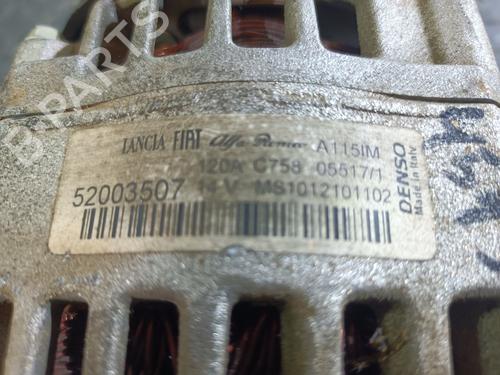 B-PARTS
LANCIA FIAT Alfa Romeo A115IM
120A C758 05517/1
52003507 14 V MS1012101102
DENSO
Made in Italy